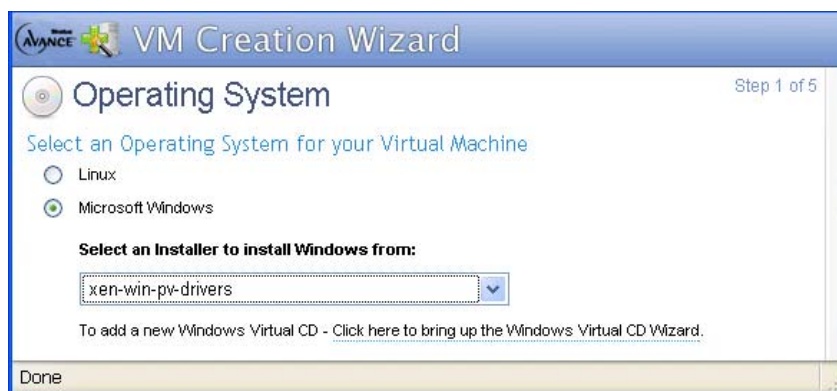 AVANCE VM Creation Wizard
Operating System
Step 1 of 5
Select an Operating System for your Virtual Machine
Linux
Microsoft Windows
Select an Installer to install Windows from:
xen-win-pv-drivers
To add a new Windows Virtual CD - Click here to bring up the Windows Virtual CD Wizard.
Done